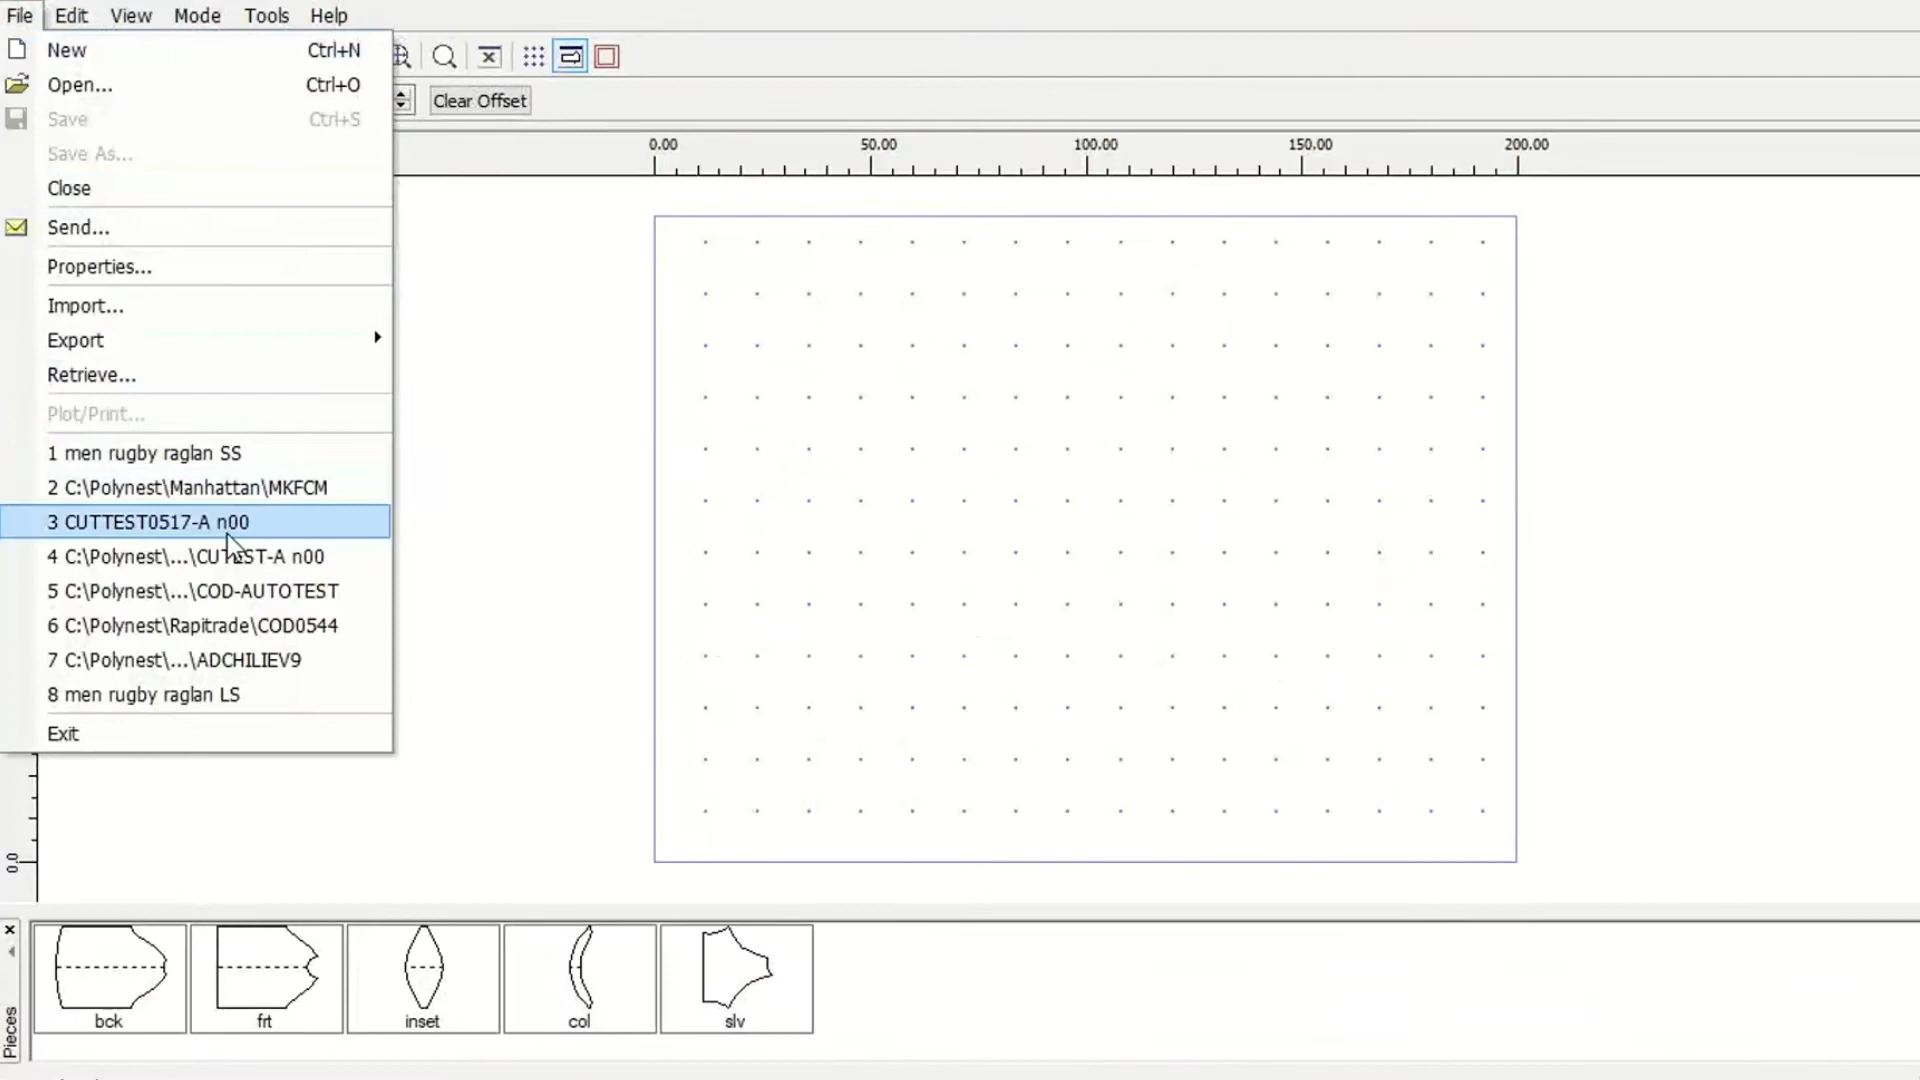 File Edit View Mode Tools Help
New Ctrl+N
Open... Ctrl+O
Clear Offset
Save Ctrl+S
Save As...
0.00 50.00 100.00 150.00 200.00
Close
Send...
Properties...
Import...
Export
Retrieve...
Plot/Print...
1 men rugby raglan SS
2 C:\Polynest\Manhattan\MKFCM
3 CUTTEST0517-A n00
4 C:\Polynest\...\CUTTEST-A n00
5 C:\Polynest\...\COD-AUTOTEST
6 C:\Polynest\Rapitrade\COD0544
7 C:\Polynest\...\ADCHILIEV9
8 men rugby raglan LS
Exit
0.0
Pieces
bck frt inset col slv